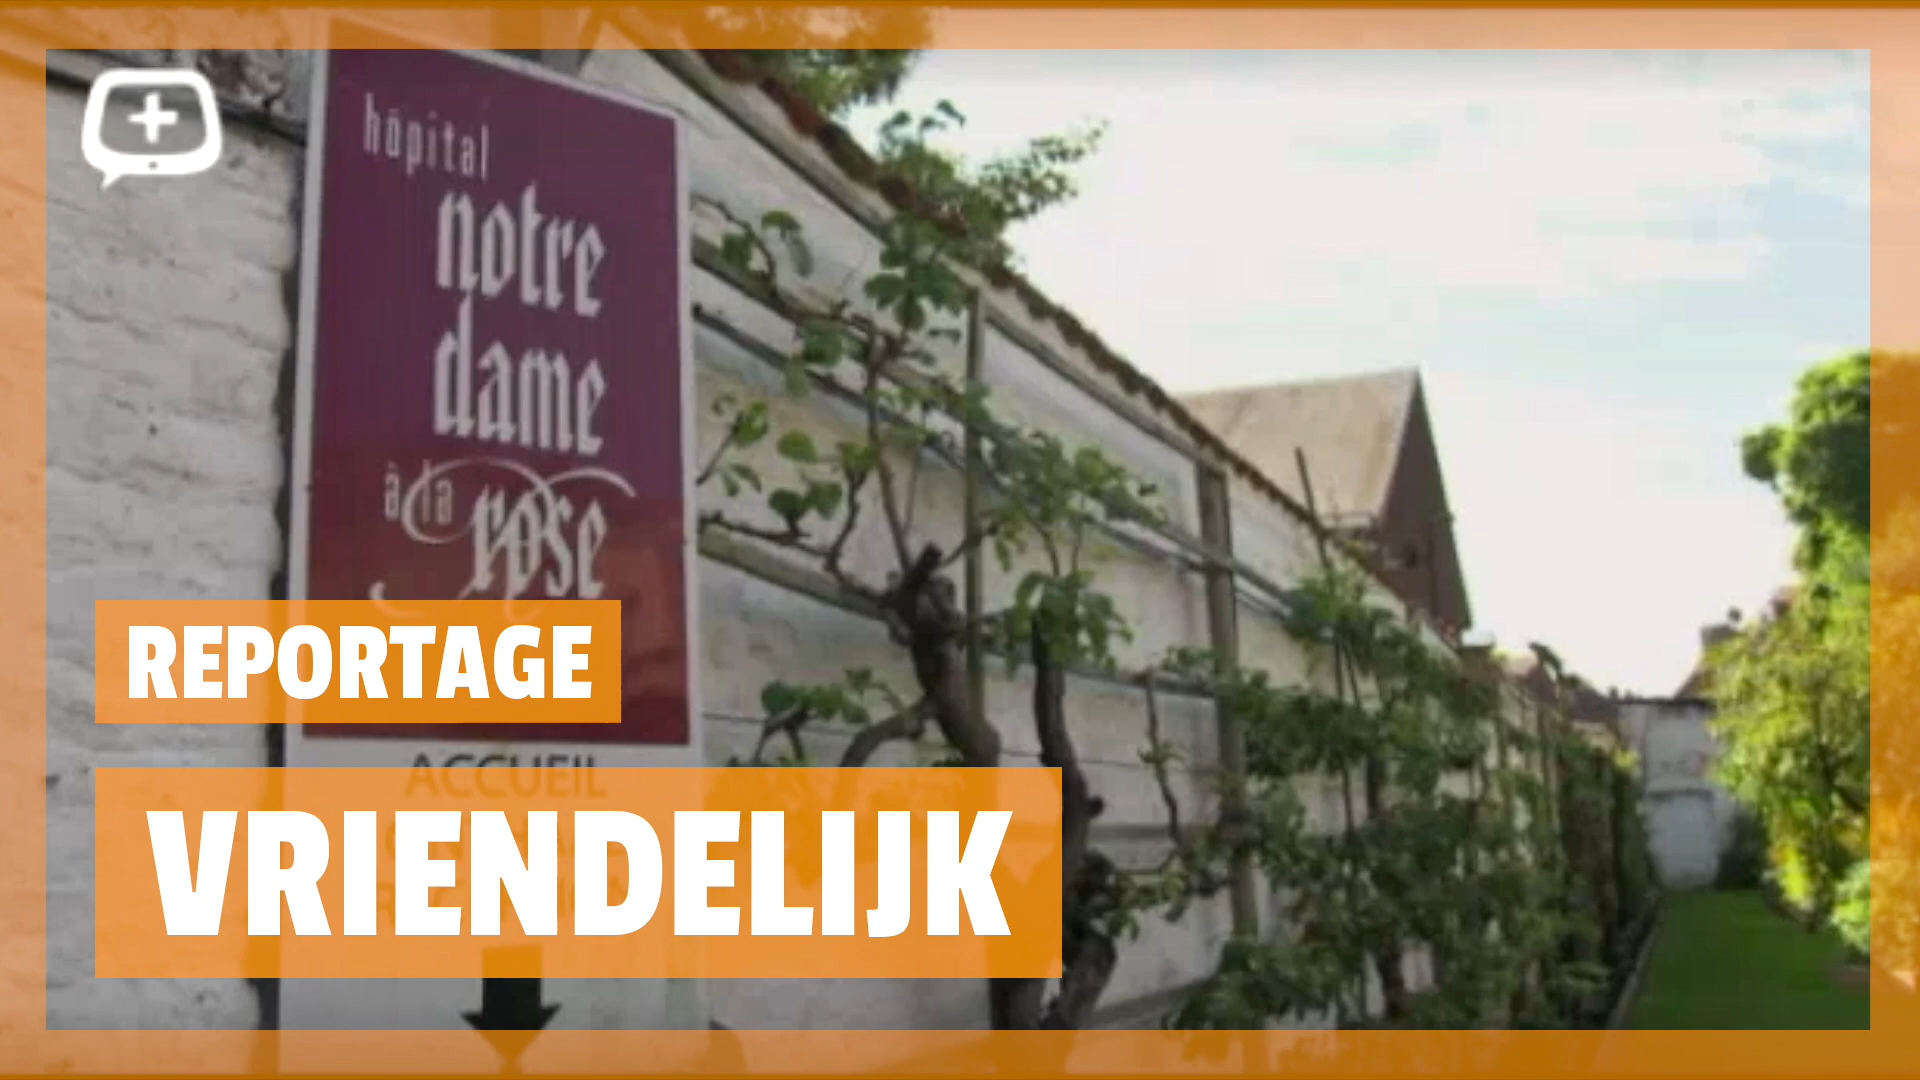 hôpital
notre
dame
à la rose
REPORTAGE
ACCUEIL
VRIENDELIJK